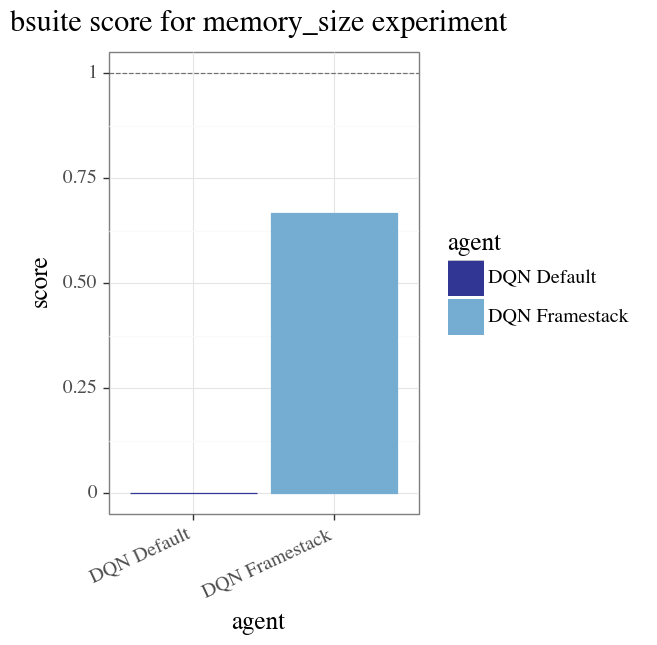 bsuite score for memory_size experiment
1
0.75
0.50
0.25
0
score
DQN Default
DQN Framestack
agent
agent
DQN Default
DQN Framestack